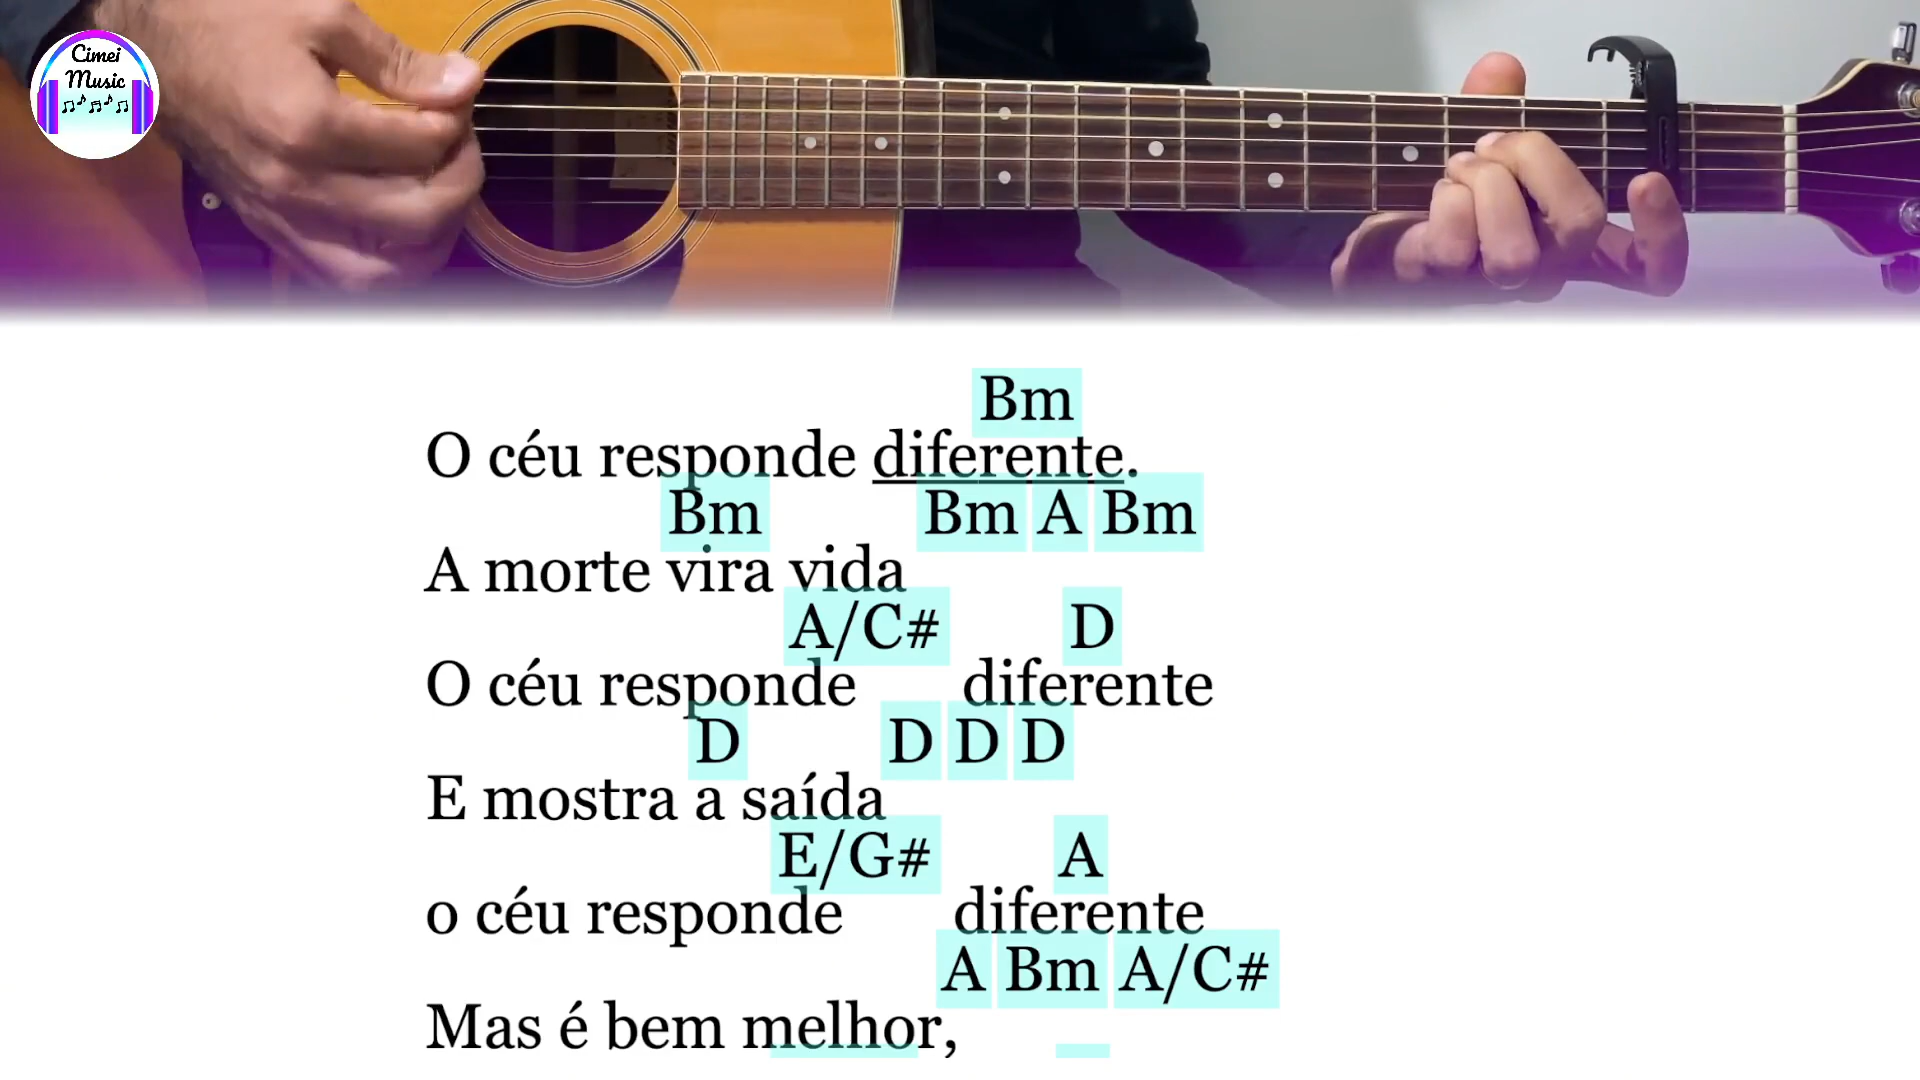 Cimei
Music
Bm
O céu responde diferente.
Bm Bm A Bm
A morte vira vida
A/C# D
O céu responde diferente
D D D D
E mostra a saída
E/G# A
o céu responde diferente
A Bm A/C#
Mas é bem melhor,